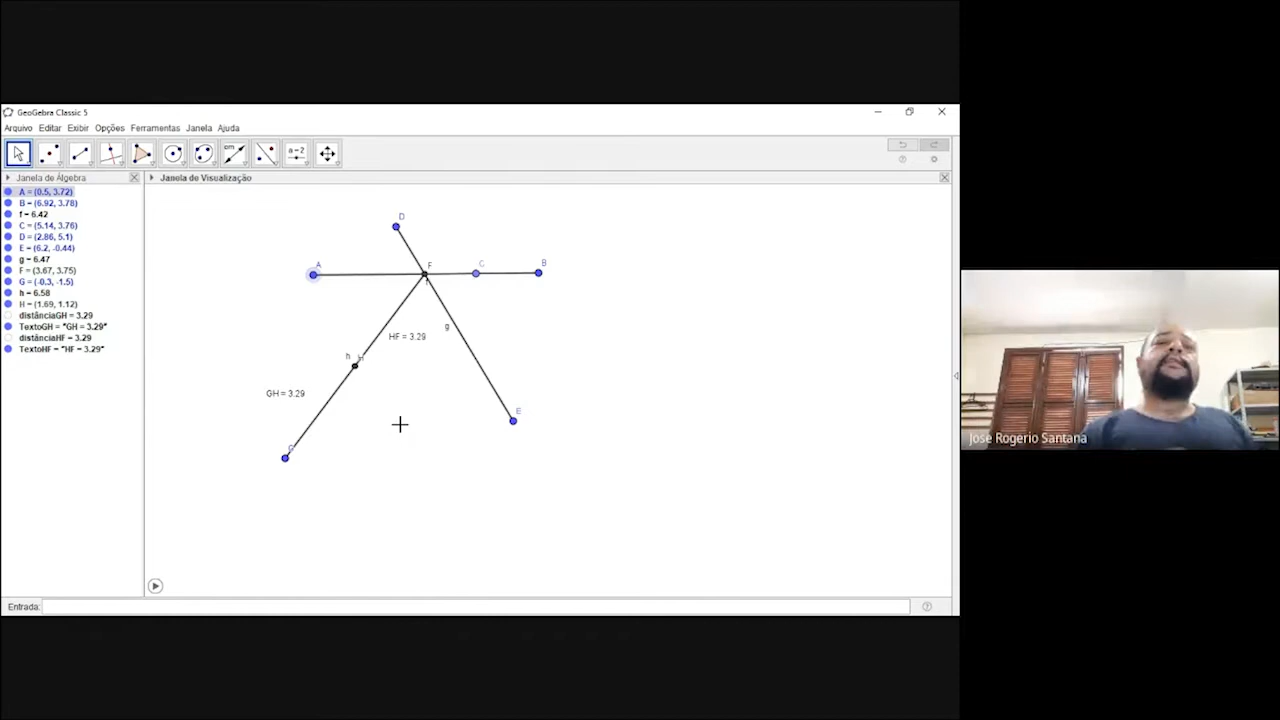 GeoGebra Classic 5
Arquivo Editar Exibir Opções Ferramentas Janela Ajuda
a = 2
Janela de Álgebra
Janela de Visualização
A = (0.5, 3.72)
B = (6.92, 3.78)
f = 6.42
C = (5.14, 3.76)
D = (2.86, 5.1)
E = (6.2, -0.44)
g = 6.47
F = (3.67, 3.75)
G = (-0.3, -1.5)
h = 6.58
H = (1.69, 1.12)
distânciaGH = 3.29
TextoGH = "GH = 3.29"
distânciaHF = 3.29
TextoHF = "HF = 3.29"
D
A
F
C
B
f
g
HF = 3.29
h
H
GH = 3.29
E
G
Entrada:
Jose Rogerio Santana